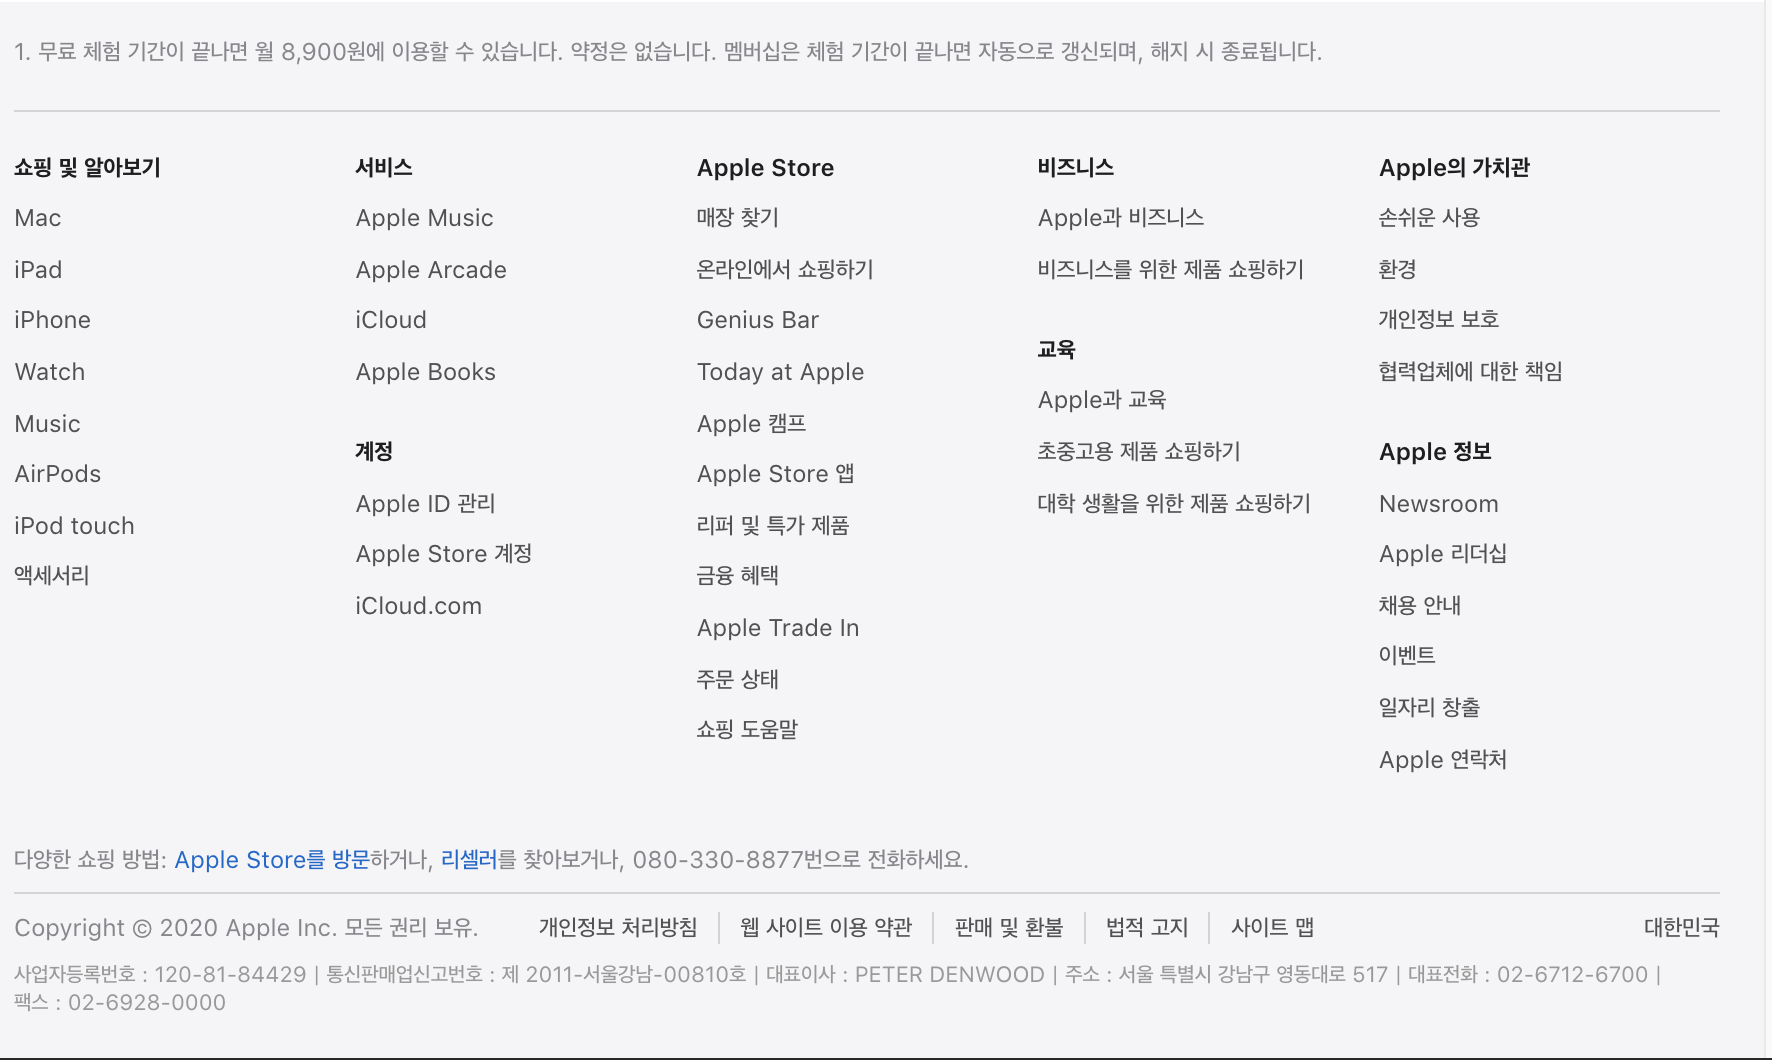 1. 무료 체험 기간이 끝나면 월 8,900원에 이용할 수 있습니다. 약정은 없습니다. 멤버십은 체험 기간이 끝나면 자동으로 갱신되며, 해지 시 종료됩니다.
쇼핑 및 알아보기
Mac
iPad
iPhone
Watch
Music
AirPods
iPod touch
액세서리
서비스
Apple Music
Apple Arcade
iCloud
Apple Books
계정
Apple ID 관리
Apple Store 계정
iCloud.com
Apple Store
매장 찾기
온라인에서 쇼핑하기
Genius Bar
Today at Apple
Apple 캠프
Apple Store 앱
리퍼 및 특가 제품
금융 혜택
Apple Trade In
주문 상태
쇼핑 도움말
비즈니스
Apple과 비즈니스
비즈니스를 위한 제품 쇼핑하기
교육
Apple과 교육
초중고용 제품 쇼핑하기
대학 생활을 위한 제품 쇼핑하기
Apple의 가치관
손쉬운 사용
환경
개인정보 보호
협력업체에 대한 책임
Apple 정보
Newsroom
Apple 리더십
채용 안내
이벤트
일자리 창출
Apple 연락처
다양한 쇼핑 방법: Apple Store를 방문하거나, 리셀러를 찾아보거나, 080-330-8877번으로 전화하세요.
Copyright © 2020 Apple Inc. 모든 권리 보유. 개인정보 처리방침 | 웹 사이트 이용 약관 | 판매 및 환불 | 법적 고지 | 사이트 맵 대한민국
사업자등록번호 : 120-81-84429 | 통신판매업신고번호 : 제 2011-서울강남-00810호 | 대표이사 : PETER DENWOOD | 주소 : 서울 특별시 강남구 영동대로 517 | 대표전화 : 02-6712-6700 |
팩스 : 02-6928-0000